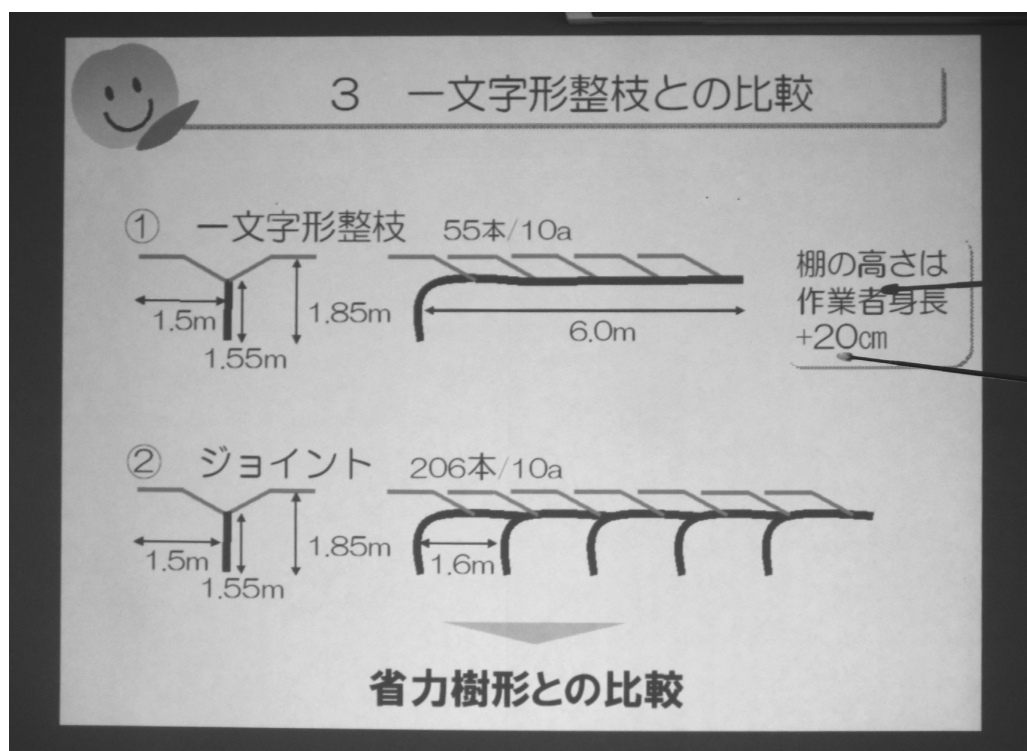 3 一文字形整枝との比較
① 一文字形整枝 55本/10a
1.5m
1.55m
1.85m
6.0m
棚の高さは
作業者身長
+20cm
② ジョイント 206本/10a
1.5m
1.55m
1.85m
1.6m
省力樹形との比較